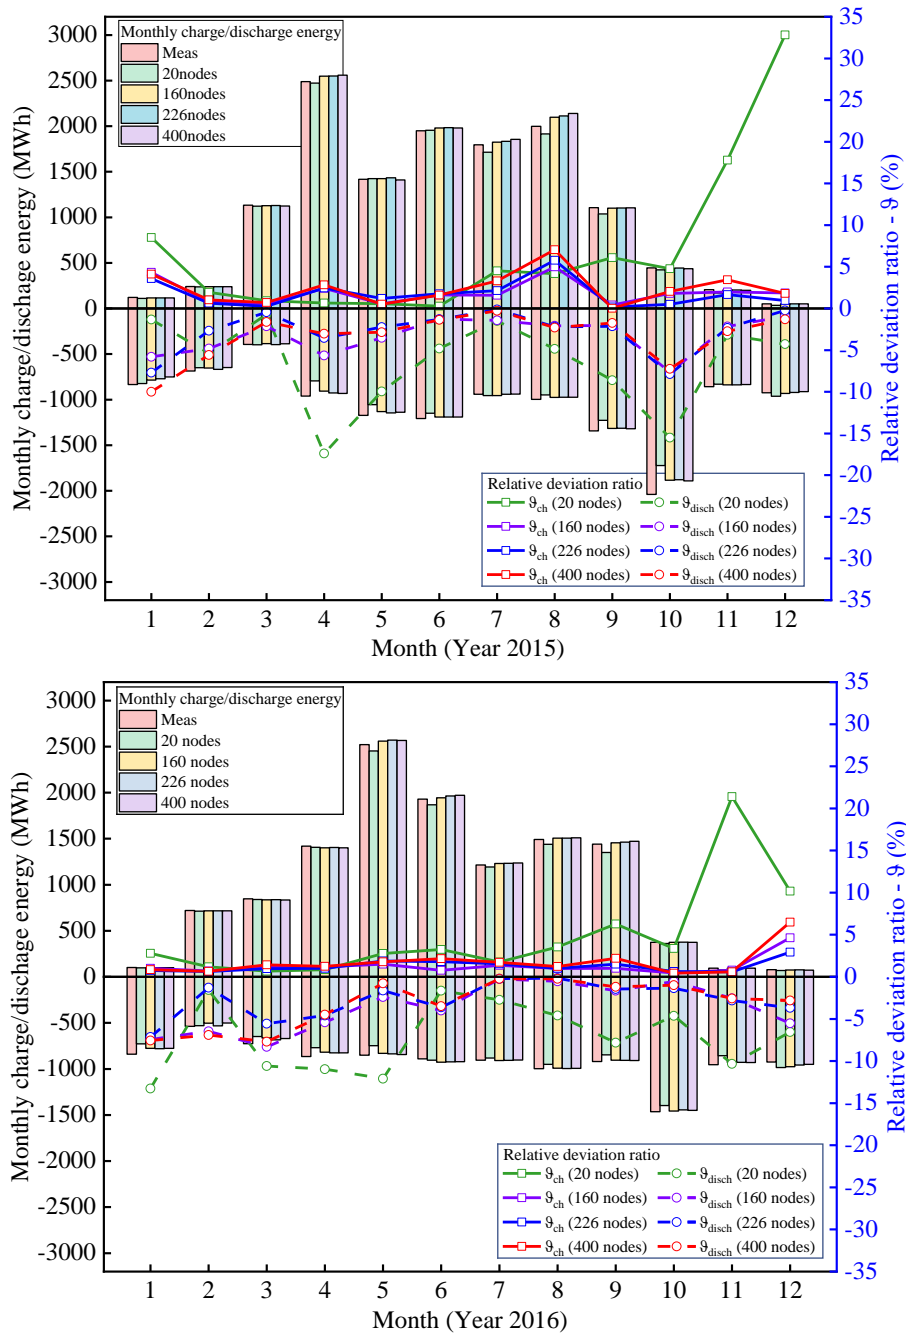 Monthly charge/discharge energy
Meas
20nodes
160nodes
226nodes
400nodes
3000
2500
2000
1500
1000
500
0
-500
-1000
-1500
-2000
-2500
-3000
Monthly charge/dischage energy (MWh)
35
30
25
20
15
10
5
0
-5
-10
-15
-20
-25
-30
-35
Relative deviation ratio - ϑ (%)
Relative deviation ratio
ϑch (20 nodes) ϑdisch (20 nodes)
ϑch (160 nodes) ϑdisch (160 nodes)
ϑch (226 nodes) ϑdisch (226 nodes)
ϑch (400 nodes) ϑdisch (400 nodes)
1 2 3 4 5 6 7 8 9 10 11 12
Month (Year 2015)
Monthly charge/discharge energy
Meas
20 nodes
160 nodes
226 nodes
400 nodes
3000
2500
2000
1500
1000
500
0
-500
-1000
-1500
-2000
-2500
-3000
Monthly charge/dischage energy (MWh)
35
30
25
20
15
10
5
0
-5
-10
-15
-20
-25
-30
-35
Relative deviation ratio - ϑ (%)
Relative deviation ratio
ϑch (20 nodes) ϑdisch (20 nodes)
ϑch (160 nodes) ϑdisch (160 nodes)
ϑch (226 nodes) ϑdisch (226 nodes)
ϑch (400 nodes) ϑdisch (400 nodes)
1 2 3 4 5 6 7 8 9 10 11 12
Month (Year 2016)